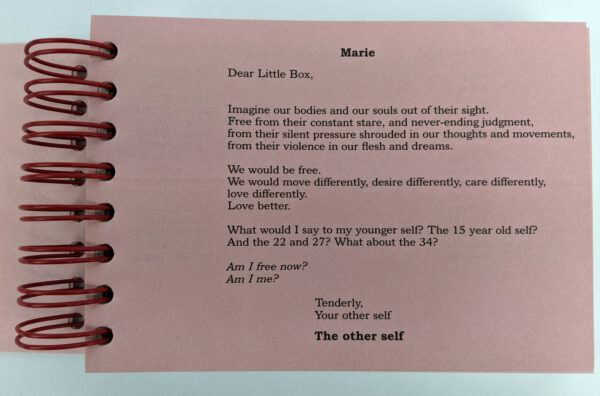 Marie
Dear Little Box,
Imagine our bodies and our souls out of their sight.
Free from their constant stare, and never-ending judgment,
from their silent pressure shrouded in our thoughts and movements,
from their violence in our flesh and dreams.
We would be free.
We would move differently, desire differently, care differently,
love differently.
Love better.
What would I say to my younger self? The 15 year old self?
And the 22 and 27? What about the 34?
Am I free now?
Am I me?
Tenderly,
Your other self
The other self